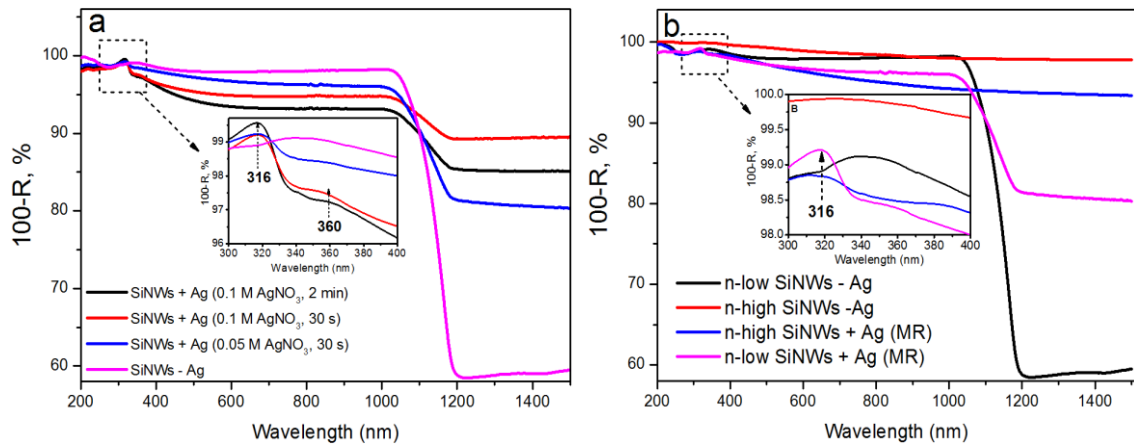 a
100-R, %
100
90
80
70
60
200 400 600 800 1000 1200 1400
Wavelength (nm)
100-R, %
99
98
97
96
300 320 340 360 380 400
Wavelength (nm)
316
360
SiNWs + Ag (0.1 M AgNO₃, 2 min)
SiNWs + Ag (0.1 M AgNO₃, 30 s)
SiNWs + Ag (0.05 M AgNO₃, 30 s)
SiNWs - Ag
b
100-R, %
100
90
80
70
60
200 400 600 800 1000 1200 1400
Wavelength (nm)
B
100-R, %
100.0
99.5
99.0
98.5
98.0
300 320 340 360 380 400
Wavelength (nm)
316
n-low SiNWs - Ag
n-high SiNWs -Ag
n-high SiNWs + Ag (MR)
n-low SiNWs + Ag (MR)